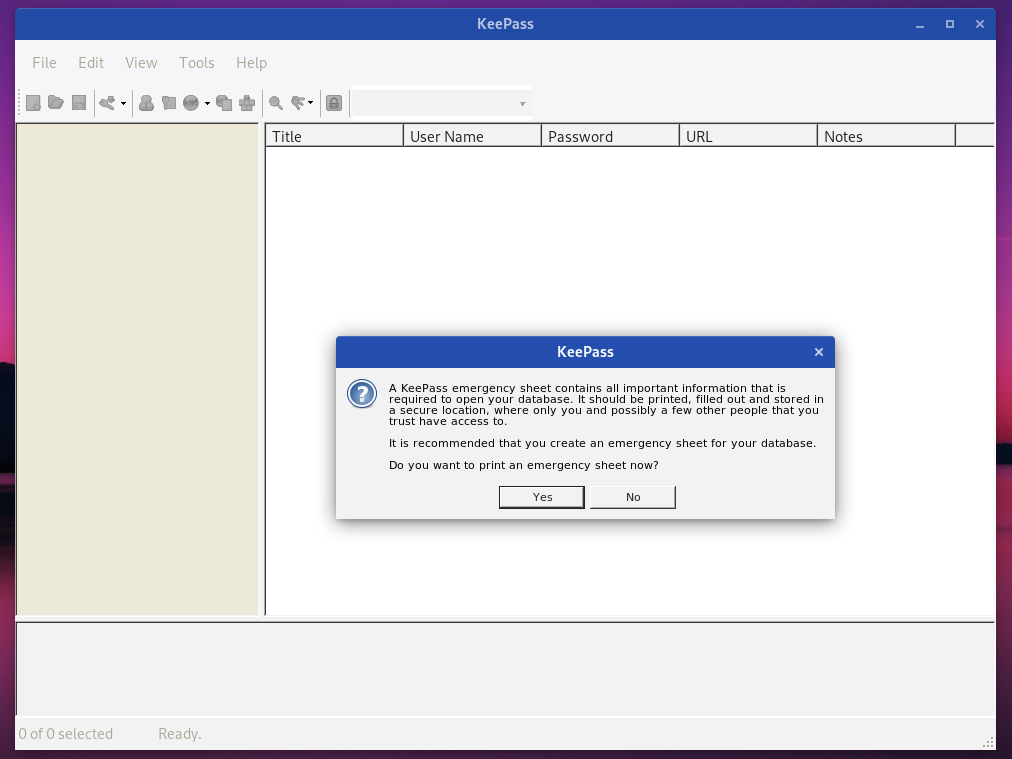 KeePass
File Edit View Tools Help
Title User Name Password URL Notes
KeePass
A KeePass emergency sheet contains all important information that is
required to open your database. It should be printed, filled out and stored in
a secure location, where only you and possibly a few other people that you
trust have access to.
It is recommended that you create an emergency sheet for your database.
Do you want to print an emergency sheet now?
Yes No
0 of 0 selected Ready.